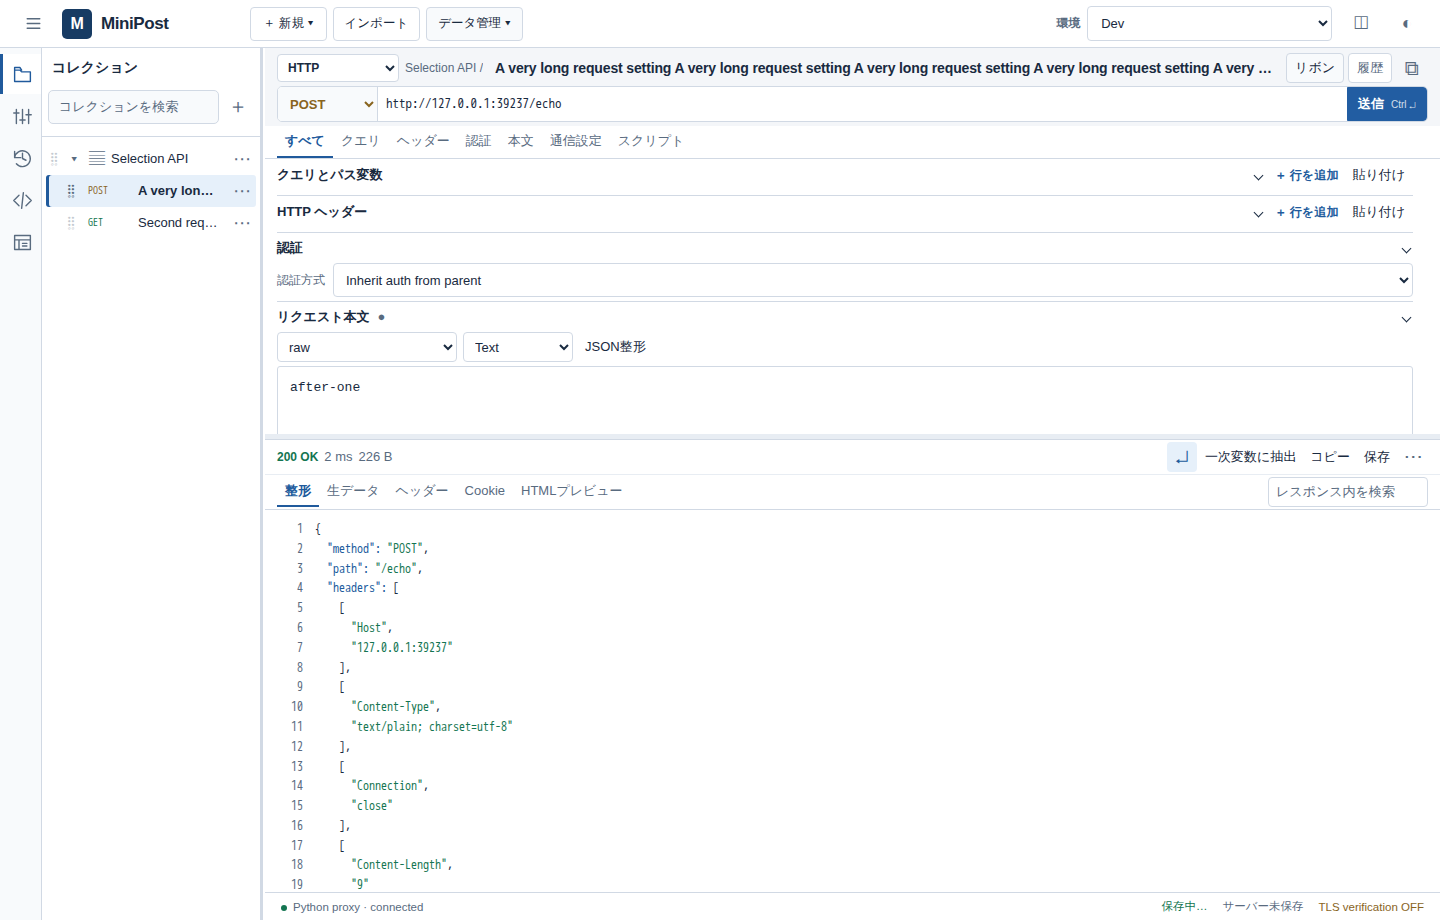 M MiniPost ＋ 新規 ▾ インポート データ管理 ▾ 環境 Dev
コレクション
コレクションを検索 ＋
▾ Selection API ···
POST A very lon... ···
GET Second req... ···
HTTP Selection API / A very long request setting A very long request setting A very long request setting A very long request setting A very ... リボン 履歴
POST http://127.0.0.1:39237/echo 送信 Ctrl ⏎
すべて クエリ ヘッダー 認証 本文 通信設定 スクリプト
クエリとパス変数 + 行を追加 貼り付け
HTTP ヘッダー + 行を追加 貼り付け
認証
認証方式 Inherit auth from parent
リクエスト本文 ●
raw Text JSON整形
after-one
200 OK 2 ms 226 B 一次変数に抽出 コピー 保存 ···
整形 生データ ヘッダー Cookie HTMLプレビュー レスポンス内を検索
1 {
2 "method": "POST",
3 "path": "/echo",
4 "headers": [
5 [
6 "Host",
7 "127.0.0.1:39237"
8 ],
9 [
10 "Content-Type",
11 "text/plain; charset=utf-8"
12 ],
13 [
14 "Connection",
15 "close"
16 ],
17 [
18 "Content-Length",
19 "9"
● Python proxy · connected 保存中... サーバー未保存 TLS verification OFF